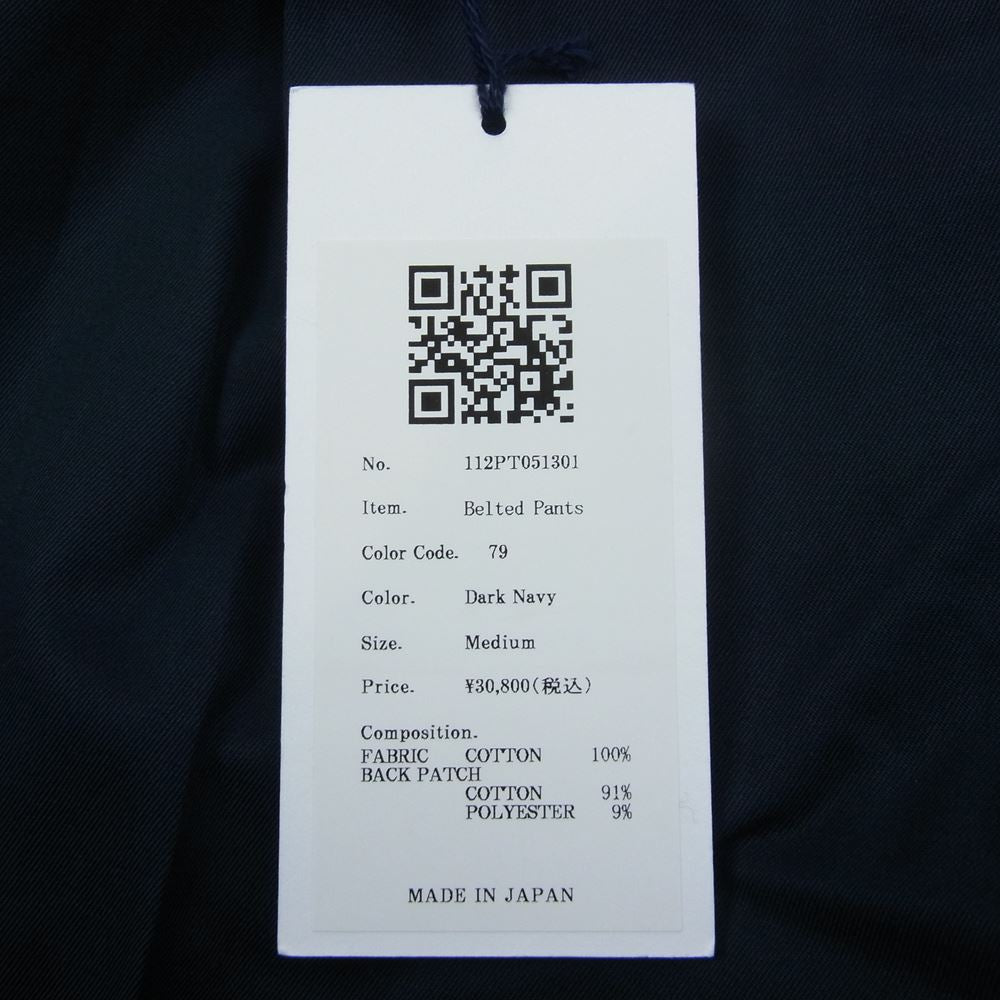 No. 112PT051301
Item. Belted Pants
Color Code. 79
Color. Dark Navy
Size. Medium
Price. ¥30,800(税込)
Composition.
FABRIC COTTON 100%
BACK PATCH
COTTON 91%
POLYESTER 9%
MADE IN JAPAN